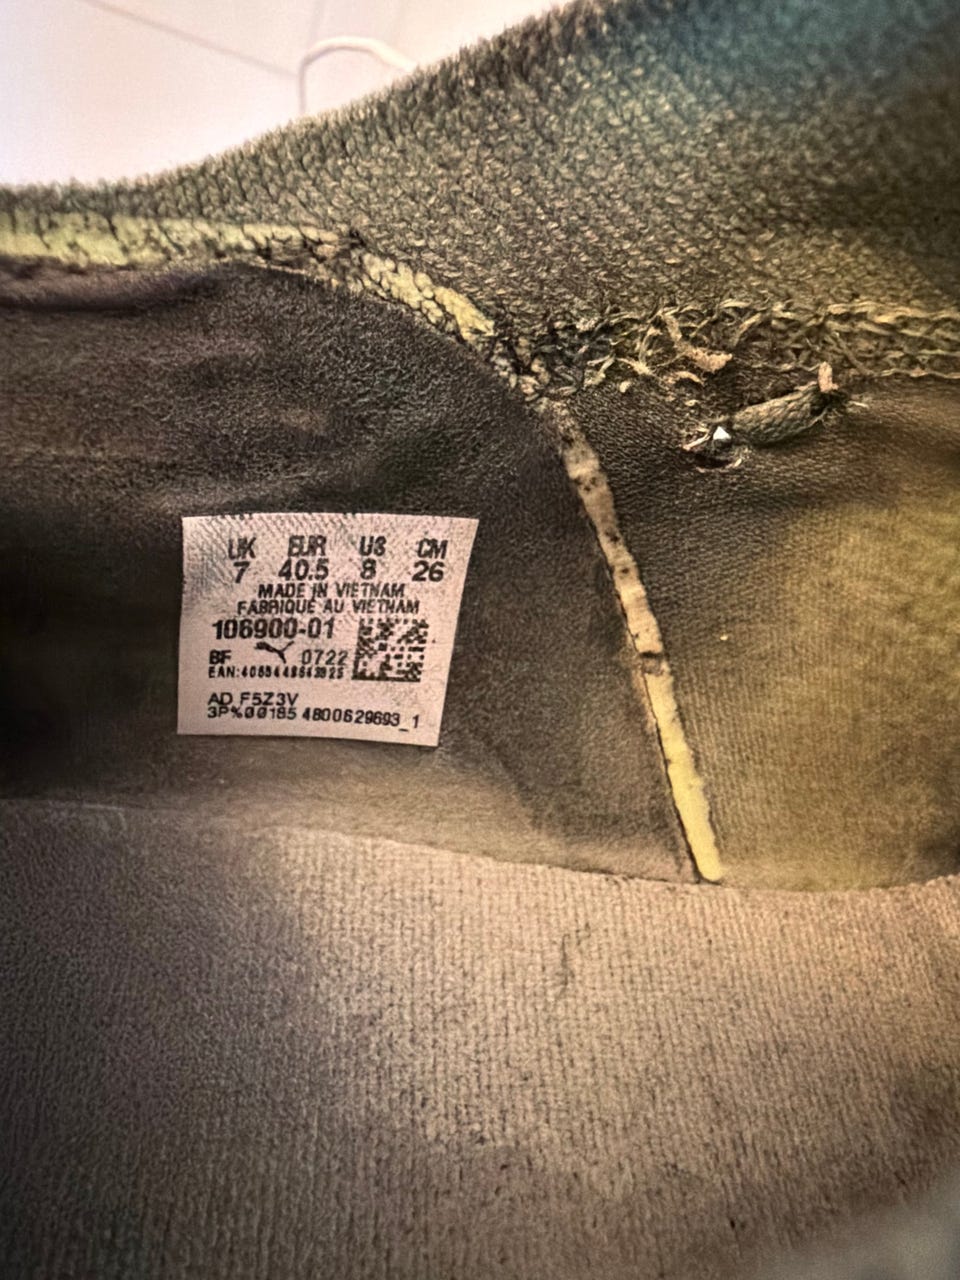 UK EUR US CM
7 40.5 8 26
MADE IN VIETNAM
FABRIQUÉ AU VIETNAM
106900-01
BF 0722
AD F5Z3V
3P%00185 4800629693_1